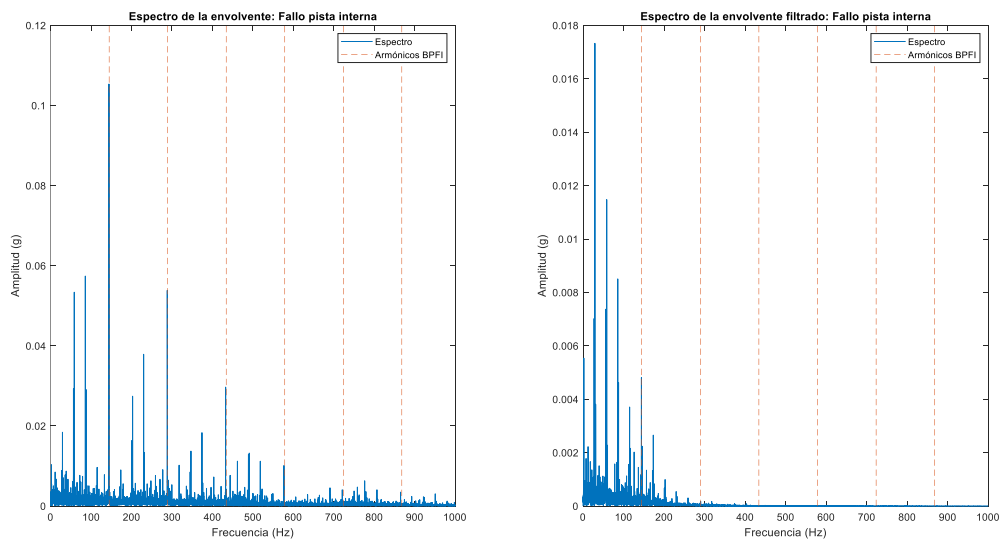 Espectro de la envolvente: Fallo pista interna
Espectro
Armónicos BPFI
0.12
0.1
0.08
0.06
0.04
0.02
0
Amplitud (g)
0 100 200 300 400 500 600 700 800 900 1000
Frecuencia (Hz)
Espectro de la envolvente filtrado: Fallo pista interna
Espectro
Armónicos BPFI
0.018
0.016
0.014
0.012
0.01
0.008
0.006
0.004
0.002
0
Amplitud (g)
0 100 200 300 400 500 600 700 800 900 1000
Frecuencia (Hz)